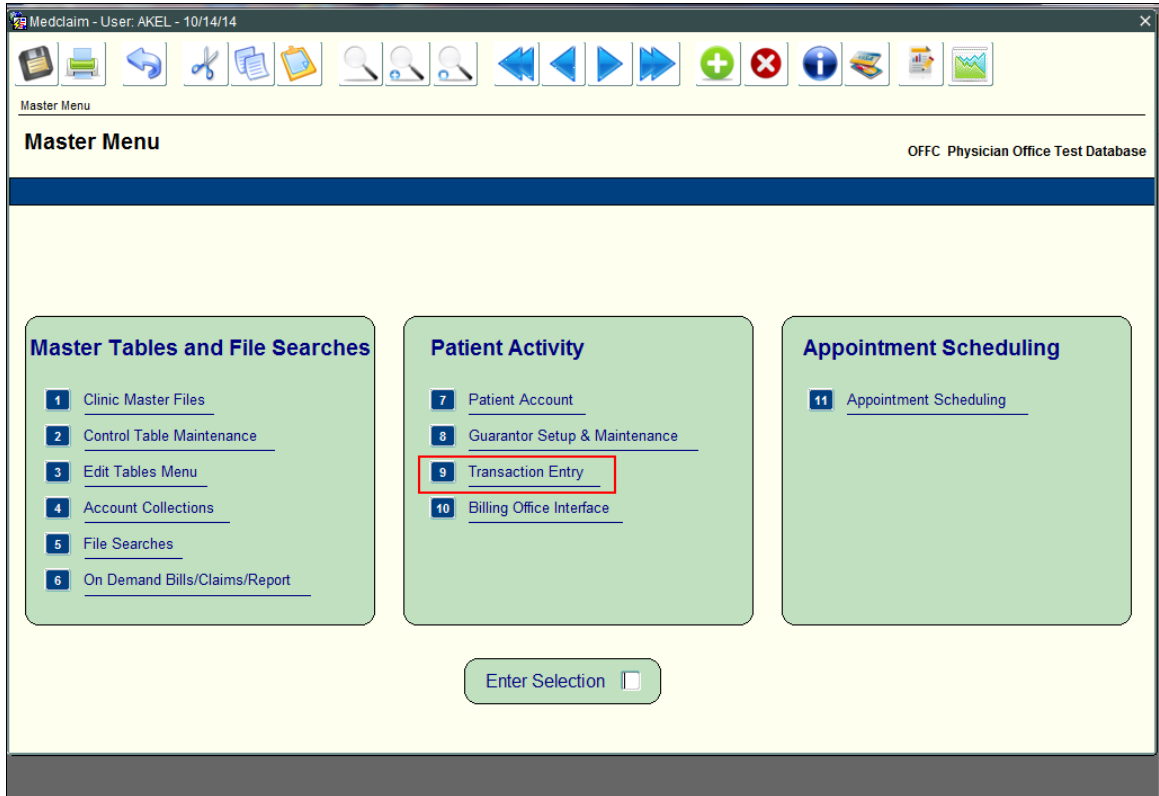 Medclaim - User: AKEL - 10/14/14
Master Menu
Master Menu
OFFC Physician Office Test Database
Master Tables and File Searches
1 Clinic Master Files
2 Control Table Maintenance
3 Edit Tables Menu
4 Account Collections
5 File Searches
6 On Demand Bills/Claims/Report
Patient Activity
7 Patient Account
8 Guarantor Setup & Maintenance
9 Transaction Entry
10 Billing Office Interface
Appointment Scheduling
11 Appointment Scheduling
Enter Selection